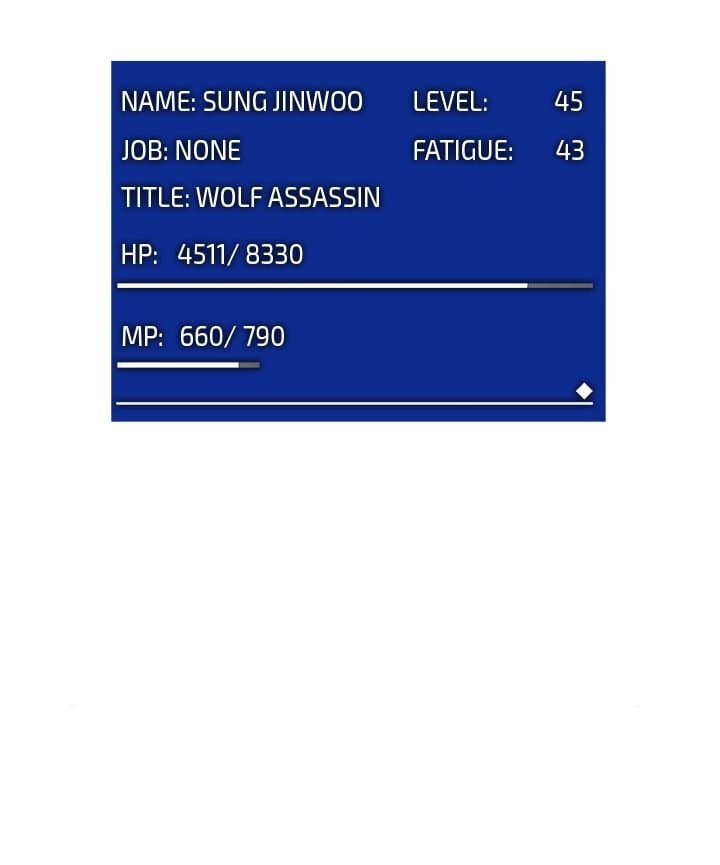 NAME: SUNG JINWOO LEVEL: 45
JOB: NONE FATIGUE: 43
TITLE: WOLF ASSASSIN
HP: 4511/ 8330
MP: 660/ 790